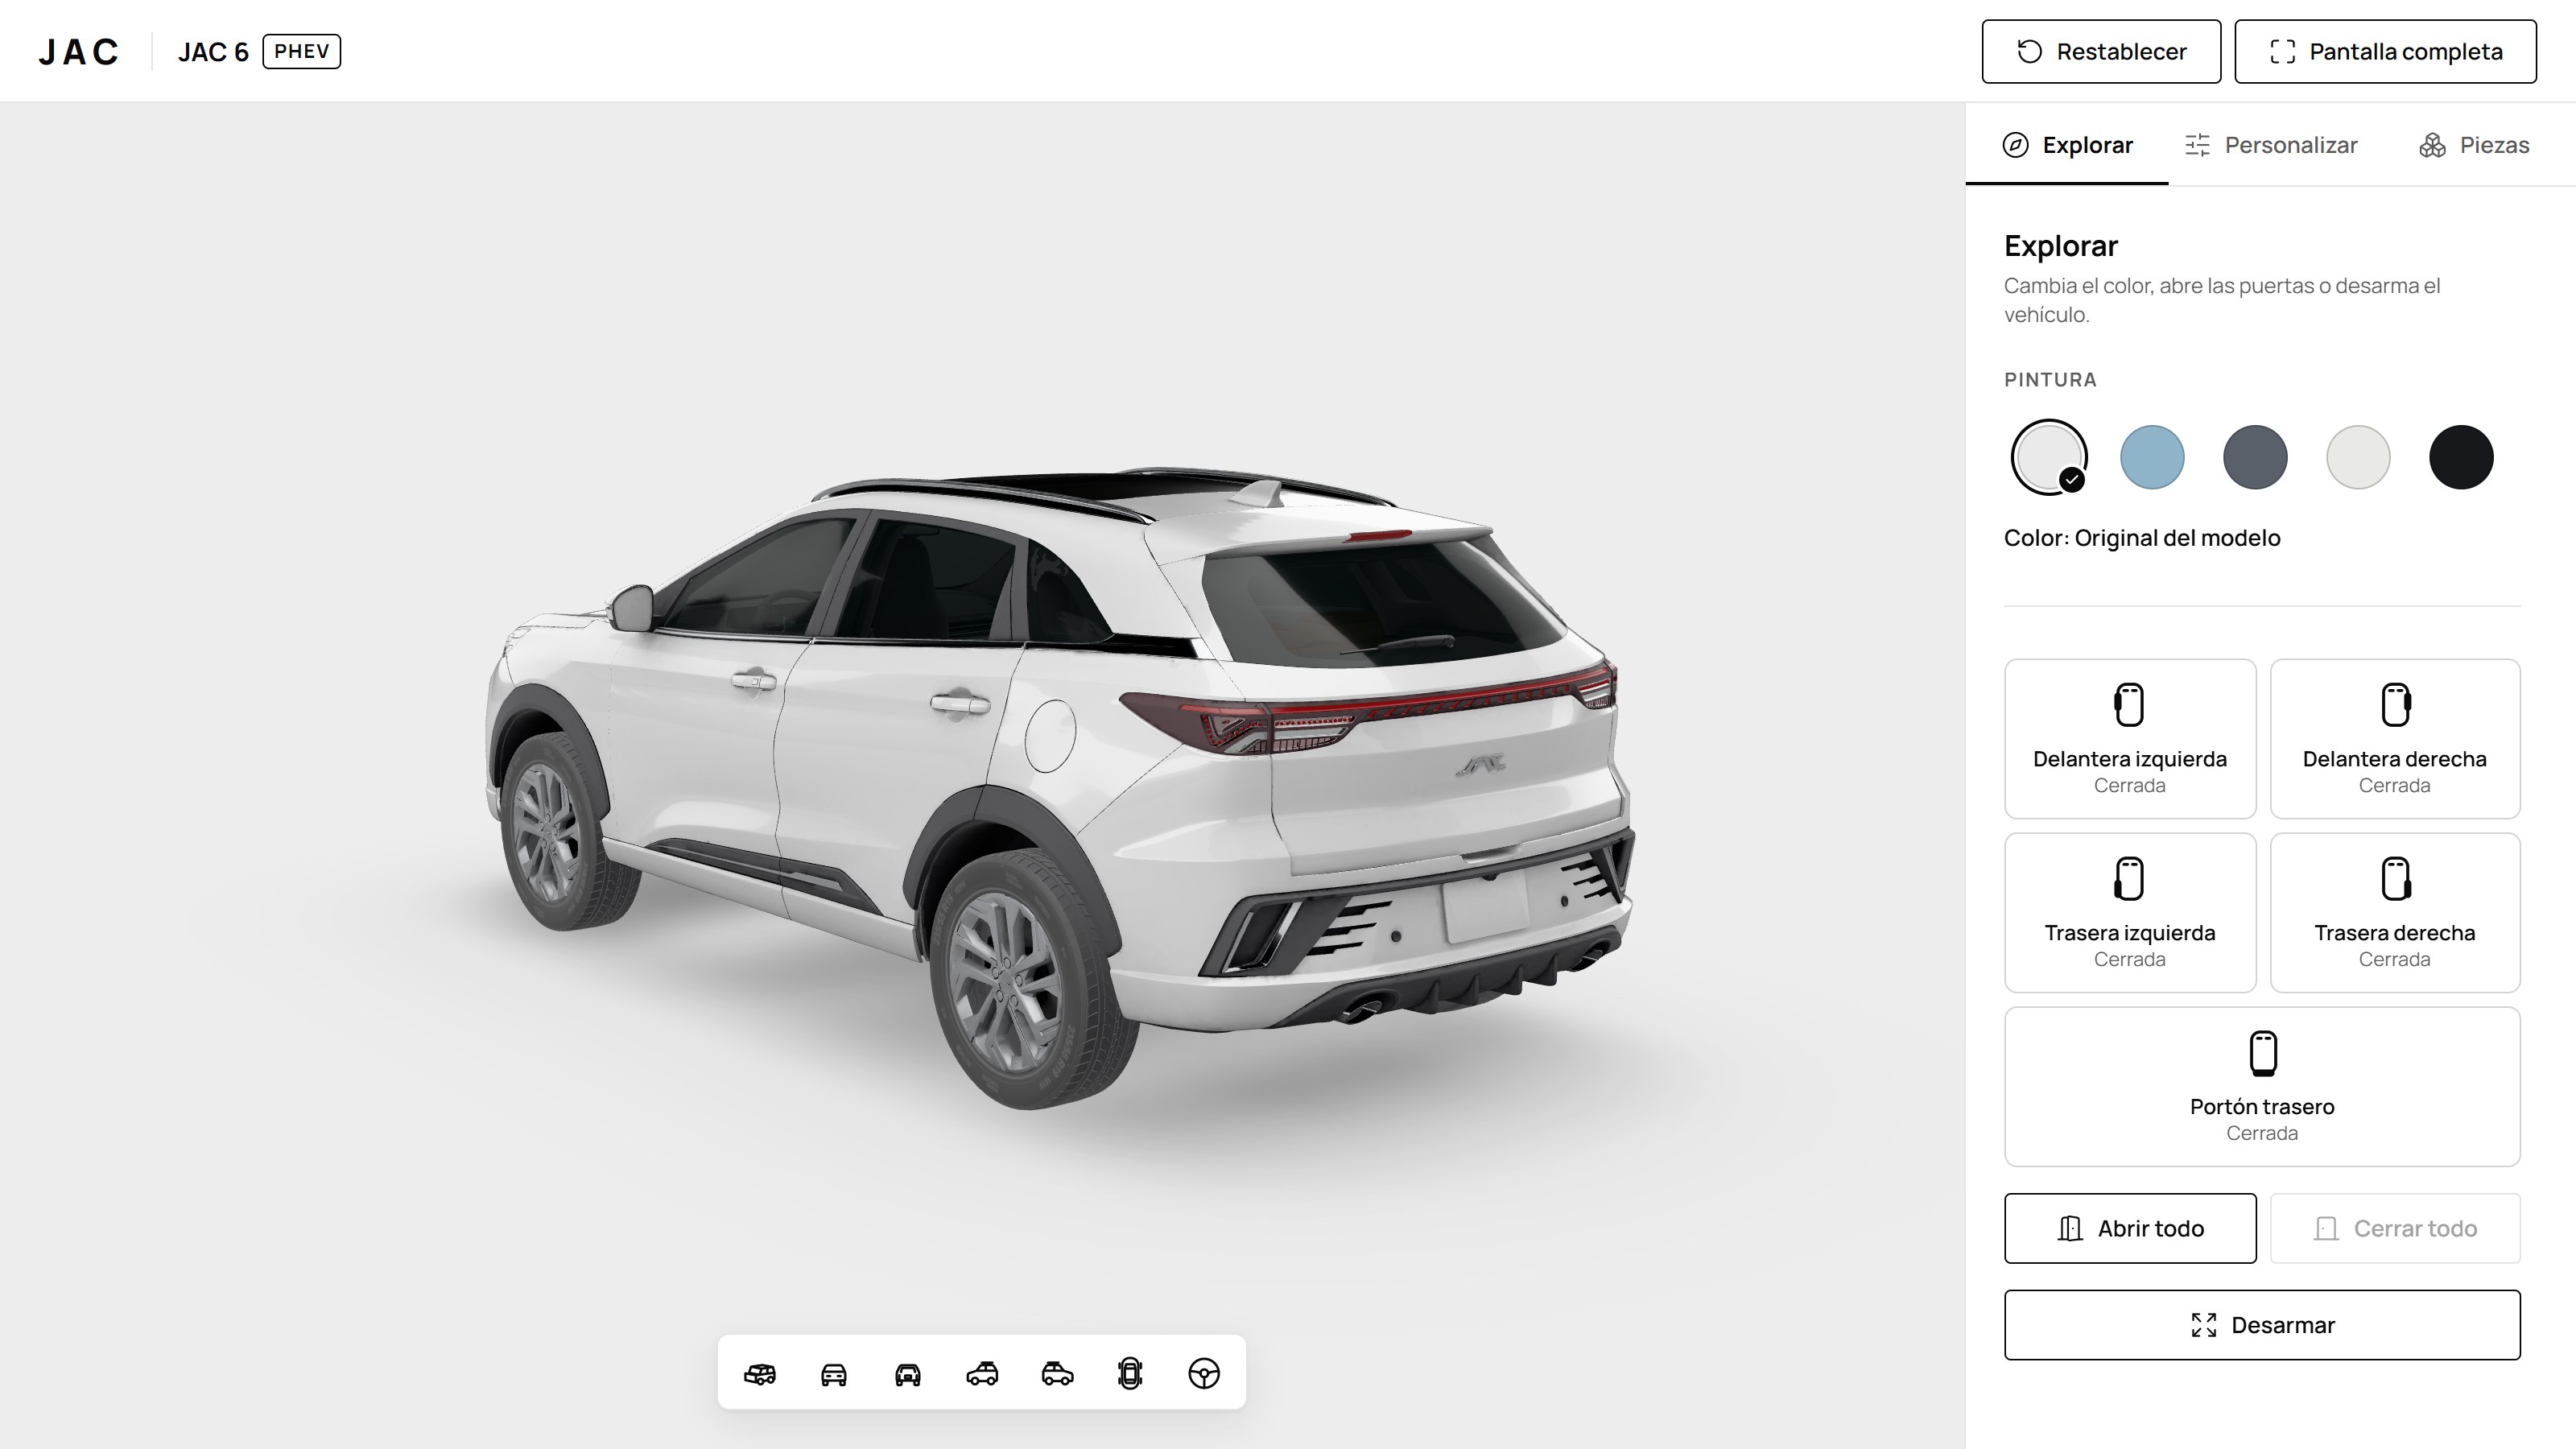 JAC
JAC 6 PHEV
Restablecer
Pantalla completa
Explorar
Personalizar
Piezas
Explorar
Cambia el color, abre las puertas o desarma el
vehículo.
PINTURA
Color: Original del modelo
Delantera izquierda
Cerrada
Delantera derecha
Cerrada
Trasera izquierda
Cerrada
Trasera derecha
Cerrada
Portón trasero
Cerrada
Abrir todo
Cerrar todo
Desarmar
JAC